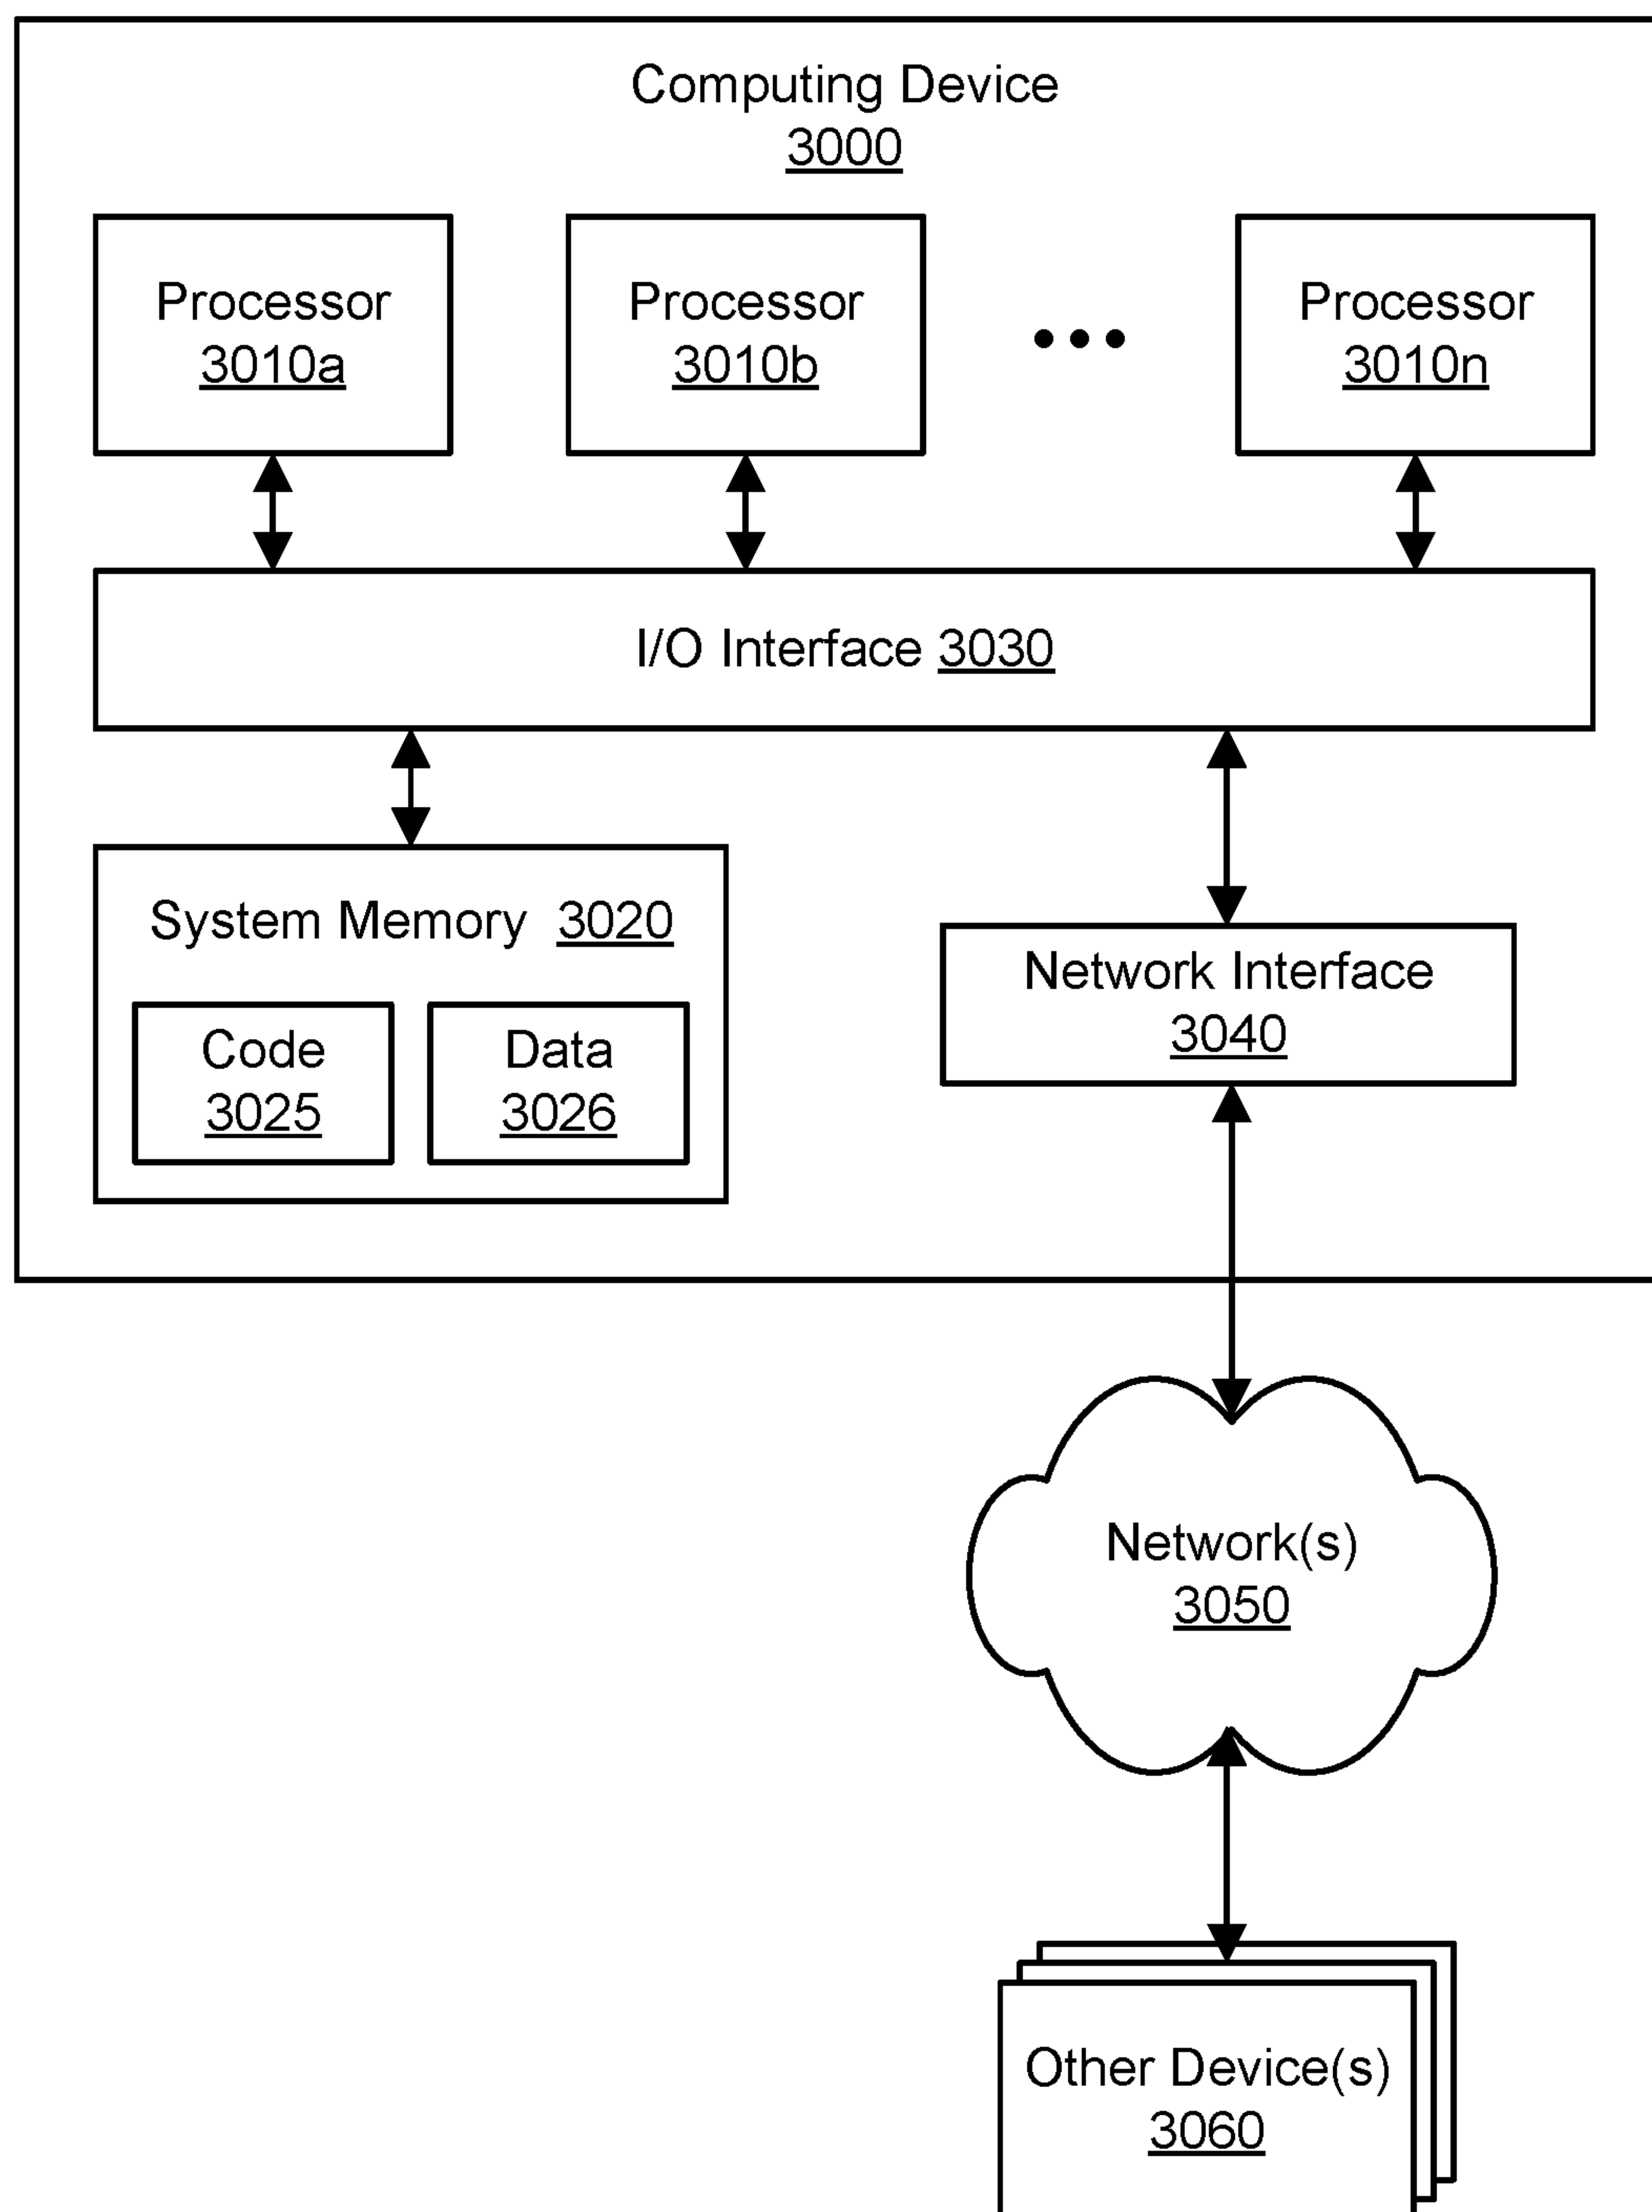 Computing Device
3000
Processor
3010a
Processor
3010b
Processor
3010n
I/O Interface 3030
System Memory 3020
Code
3025
Data
3026
Network Interface
3040
Network(s)
3050
Other Device(s)
3060